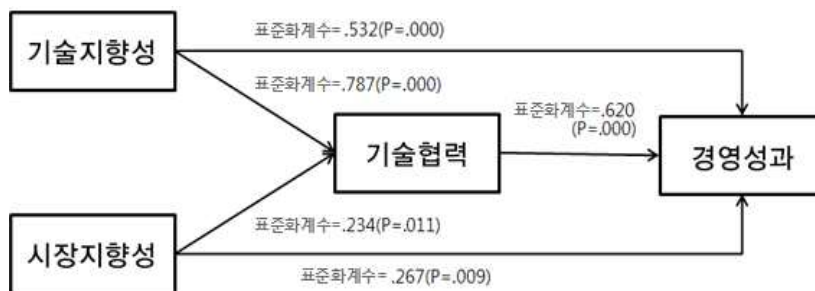 표준화계수= .532(P=.000)
기술지향성
표준화계수=.787(P=.000)
표준화계수=.620
(P=.000)
기술협력
경영성과
표준화계수=.234(P=.011)
시장지향성
표준화계수= .267(P=.009)